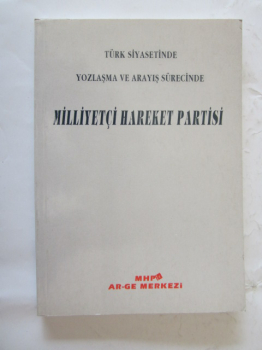 TÜRK SİYASETİNDE
YOZLAŞMA VE ARAYIŞ SÜRECİNDE
MİLLİYETÇİ HAREKET PARTİSİ
MHP
AR-GE MERKEZİ